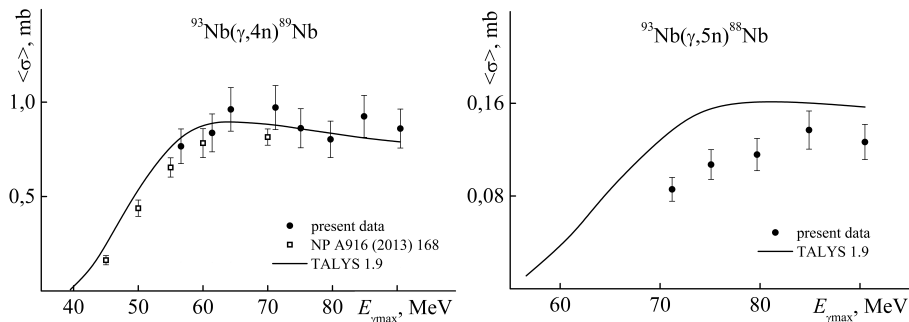 ⁹³Nb(γ,4n)⁸⁹Nb
<σ>, mb
1,0
0,5
0
present data
NP A916 (2013) 168
TALYS 1.9
40 50 60 70 80 E_γmax, MeV
⁹³Nb(γ,5n)⁸⁸Nb
<σ>, mb
0,16
0,08
present data
TALYS 1.9
60 70 80 E_γmax, MeV